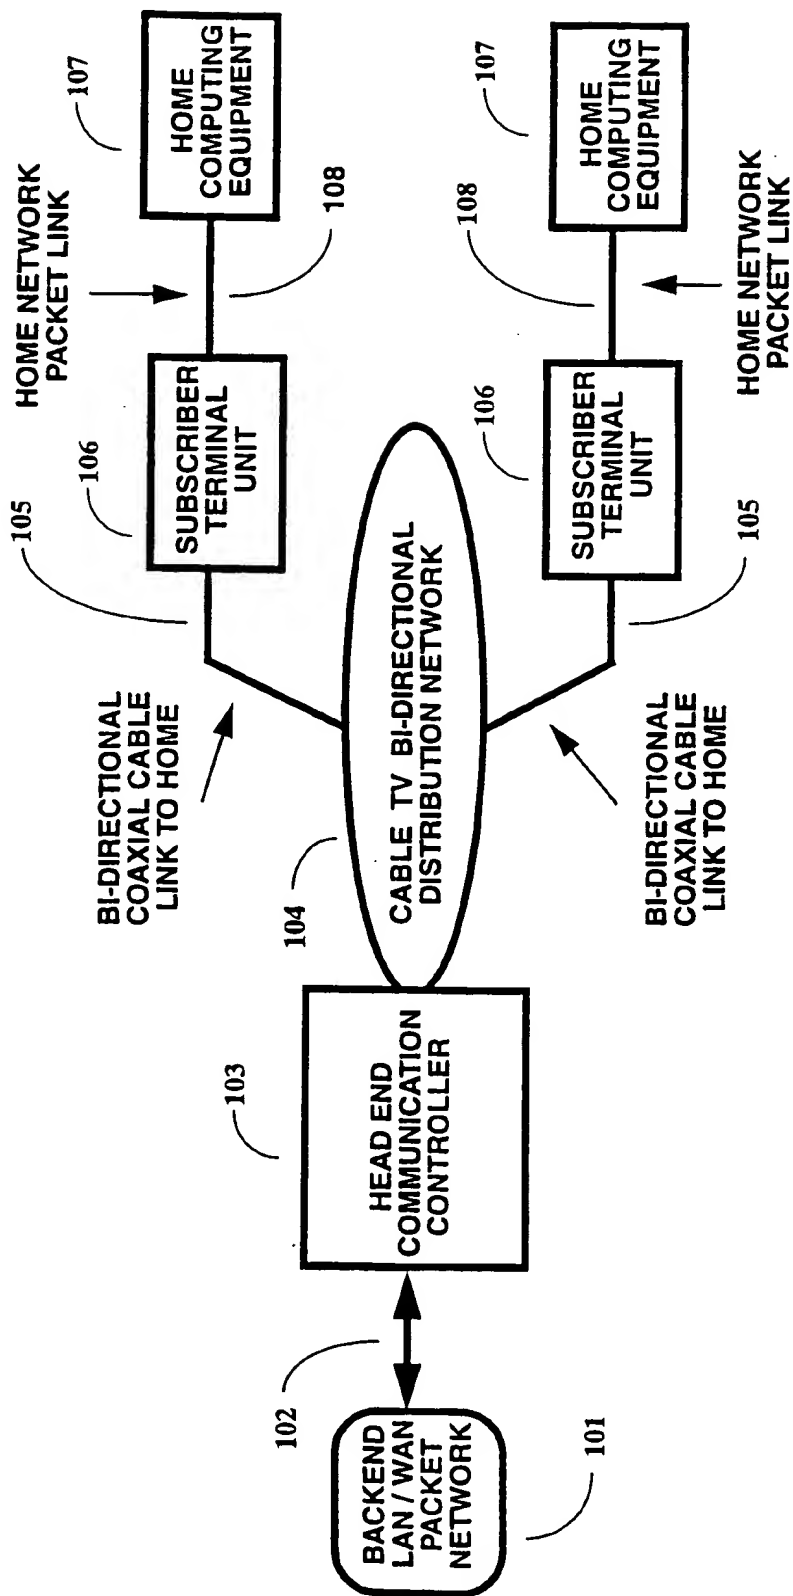 BACKEND
LAN / WAN
PACKET
NETWORK
101
102
HEAD END
COMMUNICATION
CONTROLLER
103
CABLE TV BI-DIRECTIONAL
DISTRIBUTION NETWORK
104
BI-DIRECTIONAL
COAXIAL CABLE
LINK TO HOME
105
SUBSCRIBER
TERMINAL
UNIT
106
HOME NETWORK
PACKET LINK
108
HOME
COMPUTING
EQUIPMENT
107
BI-DIRECTIONAL
COAXIAL CABLE
LINK TO HOME
105
SUBSCRIBER
TERMINAL
UNIT
106
HOME NETWORK
PACKET LINK
108
HOME
COMPUTING
EQUIPMENT
107